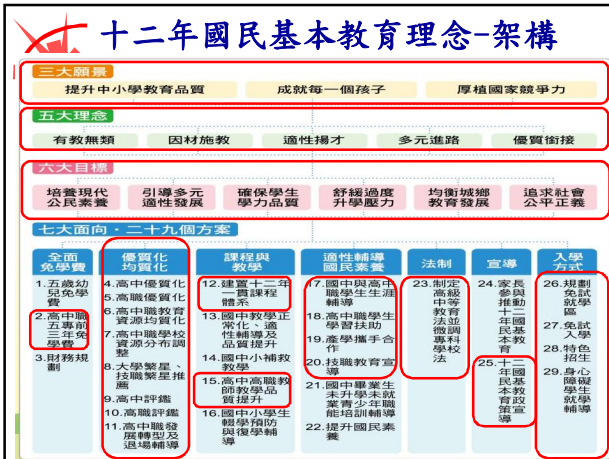 十二年國民基本教育理念-架構
三大願景
提升中小學教育品質 成就每一個孩子 厚植國家競爭力
五大理念
有教無類 因材施教 適性揚才 多元進路 優質銜接
六大目標
培養現代 引導多元 確保學生 舒緩過度 均衡城鄉 追求社會
公民素養 適性發展 學力品質 升學壓力 教育發展 公平正義
七大面向・二十九個方案
全面
免學費
1.五歲幼
兒免學
費
2.高中職
五專前
三年免
學費
3.財務規
劃
優質化
均質化
4.高中優質化
5.高職優質化
6.高中職教育
資源均質化
7.高中職學校
資源分布調
整
8.大學繁星、
技職繁星推
薦
9.高中評鑑
10.高職評鑑
11.高中職發
展轉型及
退場輔導
課程與
教學
12.建置十二年
一貫課程
體系
13.國中教學正
常化、適
性輔導及
品質提升
14.國中小補救
教學
15.高中高職教
師教學品
質提升
16.國中小學生
輟學預防
與復學輔
導
適性輔導
國民素養
17.國中與高中
職學生生涯
輔導
18.高中職學生
學習扶助
19.產學攜手合
作
20.技職教育宣
導
21.國中畢業生
未升學未就
業青少年職
能培訓輔導
22.提升國民素
養
法制
23.制定
高級
中等
教育
法並
微調
專科
學校
法
宣導
24.家長
參與
推動
十二
年國
民基
本教
育
25.十二
年國
民基
本教
育政
策宣
導
入學
方式
26.規劃
免試
就學
區
27.免試
入學
28.特色
招生
29.身心
障礙
學生
就學
輔導